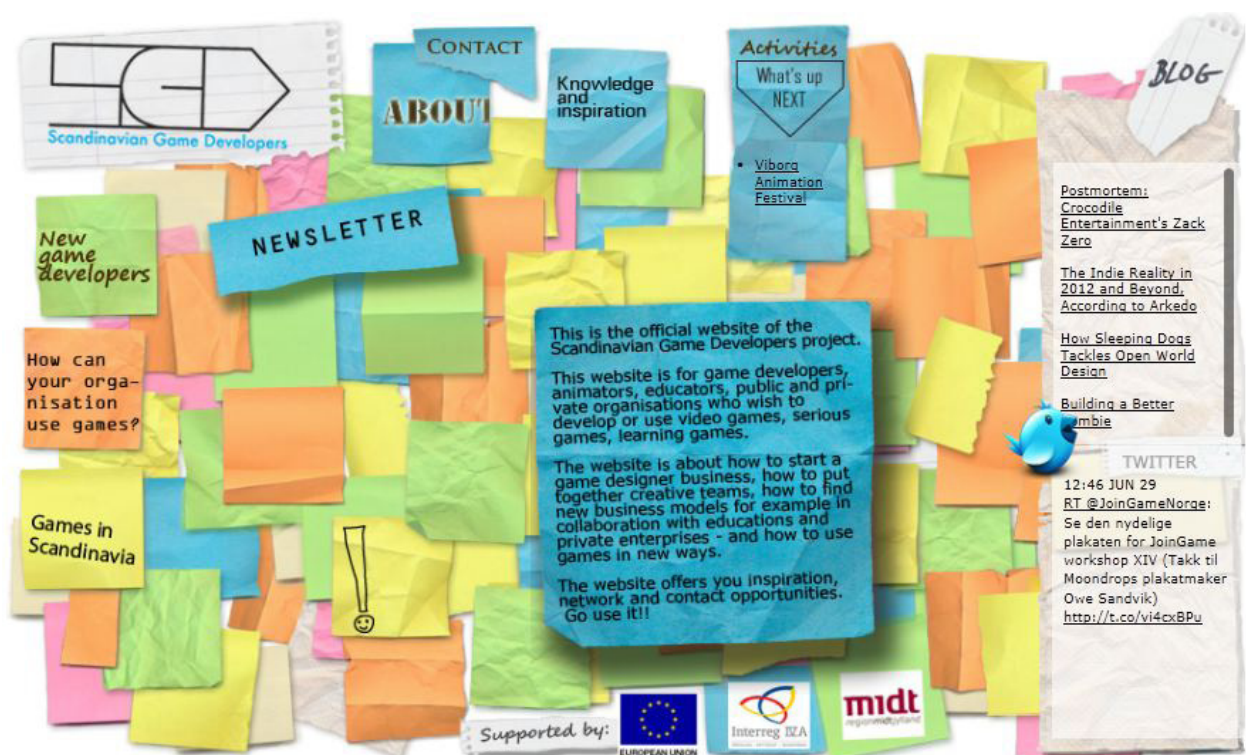 Scandinavian Game Developers
CONTACT
ABOUT
Knowledge
and
inspiration
Activities
What's up
NEXT
Viborg
Animation
Festival
BLOG
New
game
developers
NEWSLETTER
How can
your orga-
nisation
use games?
Games in
Scandinavia
!
This is the official website of the
Scandinavian Game Developers project.
This website is for game developers,
animators, educators, public and pri-
vate organisations who wish to
develop or use video games, serious
games, learning games.
The website is about how to start a
game designer business, how to put
together creative teams, how to find
new business models for example in
collaboration with educations and
private enterprises - and how to use
games in new ways.
The website offers you inspiration,
network and contact opportunities.
Go use it!!
Postmortem:
Crocodile
Entertainment's Zack
Zero
The Indie Reality in
2012 and Beyond,
According to Arkedo
How Sleeping Dogs
Tackles Open World
Design
Building a Better
ombie
TWITTER
12:46 JUN 29
RT @JoinGameNorge:
Se den nydelige
plakaten for JoinGame
workshop XIV (Takk til
Moondrops plakatmaker
Owe Sandvik)
http://t.co/vi4cxBPu
Supported by:
EUROPEAN UNION
Interreg IVA
midt
regionmidtjylland